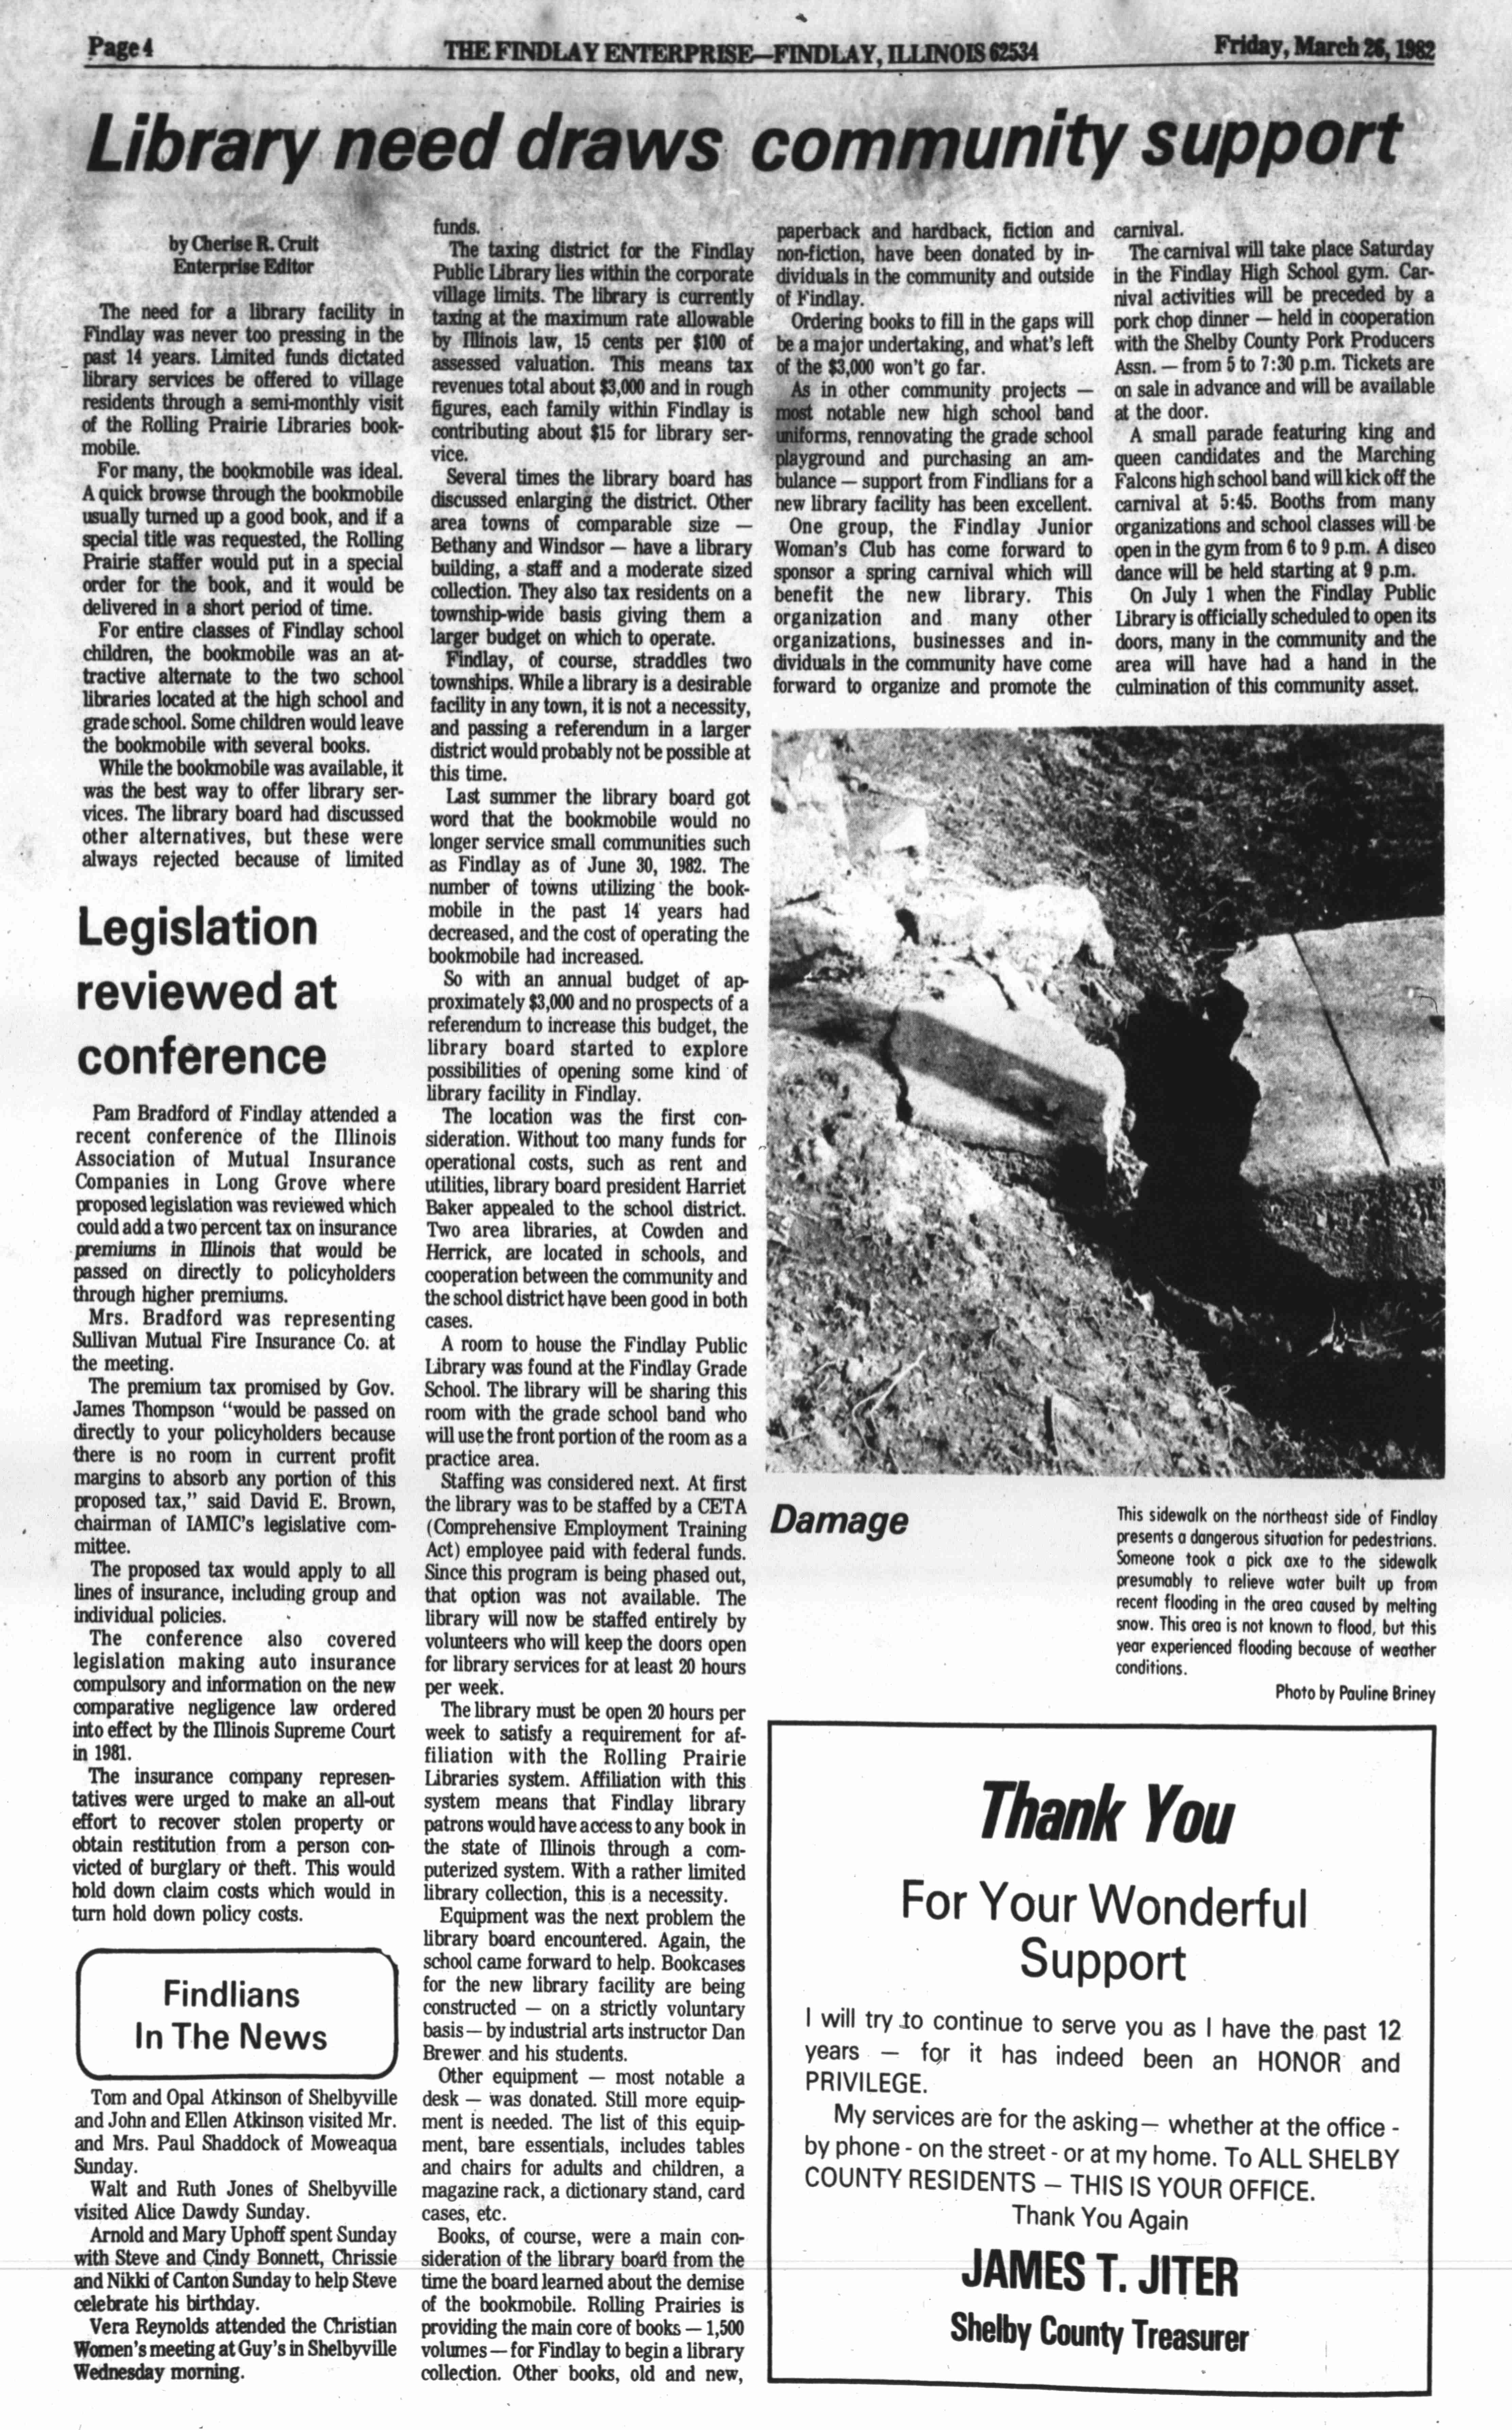 Page 4
THE FINDLAY ENTERPRISE—FINDLAY, ILLINOIS 62534
Friday, March 26, 1982
Library need draws community support
by Cherise R. Cruit
Enterprise Editor
The need for a library facility in
Findlay was never too pressing in the
past 14 years. Limited funds dictated
library services be offered to village
residents through a semi-monthly visit
of the Rolling Prairie Libraries book-
mobile.
For many, the bookmobile was ideal.
A quick browse through the bookmobile
usually turned up a good book, and if a
special title was requested, the Rolling
Prairie staffer would put in a special
order for the book, and it would be
delivered in a short period of time.
For entire classes of Findlay school
children, the bookmobile was an at-
tractive alternate to the two school
libraries located at the high school and
grade school. Some children would leave
the bookmobile with several books.
While the bookmobile was available, it
was the best way to offer library ser-
vices. The library board had discussed
other alternatives, but these were
always rejected because of limited
funds.
The taxing district for the Findlay
Public Library lies within the corporate
village limits. The library is currently
taxing at the maximum rate allowable
by Illinois law, 15 cents per $100 of
assessed valuation. This means tax
revenues total about $3,000 and in rough
figures, each family within Findlay is
contributing about $15 for library ser-
vice.
Several times the library board has
discussed enlarging the district. Other
area towns of comparable size —
Bethany and Windsor — have a library
building, a staff and a moderate sized
collection. They also tax residents on a
township-wide basis giving them a
larger budget on which to operate.
Findlay, of course, straddles two
townships. While a library is a desirable
facility in any town, it is not a necessity,
and passing a referendum in a larger
district would probably not be possible at
this time.
Last summer the library board got
word that the bookmobile would no
longer service small communities such
as Findlay as of June 30, 1982. The
number of towns utilizing the book-
mobile in the past 14 years had
decreased, and the cost of operating the
bookmobile had increased.
So with an annual budget of ap-
proximately $3,000 and no prospects of a
referendum to increase this budget, the
library board started to explore
possibilities of opening some kind of
library facility in Findlay.
The location was the first con-
sideration. Without too many funds for
operational costs, such as rent and
utilities, library board president Harriet
Baker appealed to the school district.
Two area libraries, at Cowden and
Herrick, are located in schools, and
cooperation between the community and
the school district have been good in both
cases.
A room to house the Findlay Public
Library was found at the Findlay Grade
School. The library will be sharing this
room with the grade school band who
will use the front portion of the room as a
practice area.
Staffing was considered next. At first
the library was to be staffed by a CETA
(Comprehensive Employment Training
Act) employee paid with federal funds.
Since this program is being phased out,
that option was not available. The
library will now be staffed entirely by
volunteers who will keep the doors open
for library services for at least 20 hours
per week.
The library must be open 20 hours per
week to satisfy a requirement for af-
filiation with the Rolling Prairie
Libraries system. Affiliation with this
system means that Findlay library
patrons would have access to any book in
the state of Illinois through a com-
puterized system. With a rather limited
library collection, this is a necessity.
Equipment was the next problem the
library board encountered. Again, the
school came forward to help. Bookcases
for the new library facility are being
constructed — on a strictly voluntary
basis — by industrial arts instructor Dan
Brewer and his students.
Other equipment — most notable a
desk — was donated. Still more equip-
ment is needed. The list of this equip-
ment, bare essentials, includes tables
and chairs for adults and children, a
magazine rack, a dictionary stand, card
cases, etc.
Books, of course, were a main con-
sideration of the library board from the
time the board learned about the demise
of the bookmobile. Rolling Prairies is
providing the main core of books — 1,500
volumes — for Findlay to begin a library
collection. Other books, old and new,
paperback and hardback, fiction and
non-fiction, have been donated by in-
dividuals in the community and outside
of Findlay.
Ordering books to fill in the gaps will
be a major undertaking, and what's left
of the $3,000 won't go far.
As in other community projects —
most notable new high school band
uniforms, rennovating the grade school
playground and purchasing an am-
bulance — support from Findlians for a
new library facility has been excellent.
One group, the Findlay Junior
Woman's Club has come forward to
sponsor a spring carnival which will
benefit the new library. This
organization and many other
organizations, businesses and in-
dividuals in the community have come
forward to organize and promote the
carnival.
The carnival will take place Saturday
in the Findlay High School gym. Car-
nival activities will be preceded by a
pork chop dinner — held in cooperation
with the Shelby County Pork Producers
Assn. — from 5 to 7:30 p.m. Tickets are
on sale in advance and will be available
at the door.
A small parade featuring king and
queen candidates and the Marching
Falcons high school band will kick off the
carnival at 5:45. Booths from many
organizations and school classes will be
open in the gym from 6 to 9 p.m. A disco
dance will be held starting at 9 p.m.
On July 1 when the Findlay Public
Library is officially scheduled to open its
doors, many in the community and the
area will have had a hand in the
culmination of this community asset.
Legislation
reviewed at
conference
Pam Bradford of Findlay attended a
recent conference of the Illinois
Association of Mutual Insurance
Companies in Long Grove where
proposed legislation was reviewed which
could add a two percent tax on insurance
premiums in Illinois that would be
passed on directly to policyholders
through higher premiums.
Mrs. Bradford was representing
Sullivan Mutual Fire Insurance Co. at
the meeting.
The premium tax promised by Gov.
James Thompson "would be passed on
directly to your policyholders because
there is no room in current profit
margins to absorb any portion of this
proposed tax," said David E. Brown,
chairman of IAMIC's legislative com-
mittee.
The proposed tax would apply to all
lines of insurance, including group and
individual policies.
The conference also covered
legislation making auto insurance
compulsory and information on the new
comparative negligence law ordered
into effect by the Illinois Supreme Court
in 1981.
The insurance company represen-
tatives were urged to make an all-out
effort to recover stolen property or
obtain restitution from a person con-
victed of burglary or theft. This would
hold down claim costs which would in
turn hold down policy costs.
Findlians
In The News
Tom and Opal Atkinson of Shelbyville
and John and Ellen Atkinson visited Mr.
and Mrs. Paul Shaddock of Moweaqua
Sunday.
Walt and Ruth Jones of Shelbyville
visited Alice Dawdy Sunday.
Arnold and Mary Uphoff spent Sunday
with Steve and Cindy Bonnett, Chrissie
and Nikki of Canton Sunday to help Steve
celebrate his birthday.
Vera Reynolds attended the Christian
Women's meeting at Guy's in Shelbyville
Wednesday morning.
Damage
This sidewalk on the northeast side of Findlay
presents a dangerous situation for pedestrians.
Someone took a pick axe to the sidewalk
presumably to relieve water built up from
recent flooding in the area caused by melting
snow. This area is not known to flood, but this
year experienced flooding because of weather
conditions.
Photo by Pauline Briney
Thank You
For Your Wonderful
Support
I will try to continue to serve you as I have the past 12
years — for it has indeed been an HONOR and
PRIVILEGE.
My services are for the asking — whether at the office -
by phone - on the street - or at my home. To ALL SHELBY
COUNTY RESIDENTS — THIS IS YOUR OFFICE.
Thank You Again
JAMES T. JITER
Shelby County Treasurer